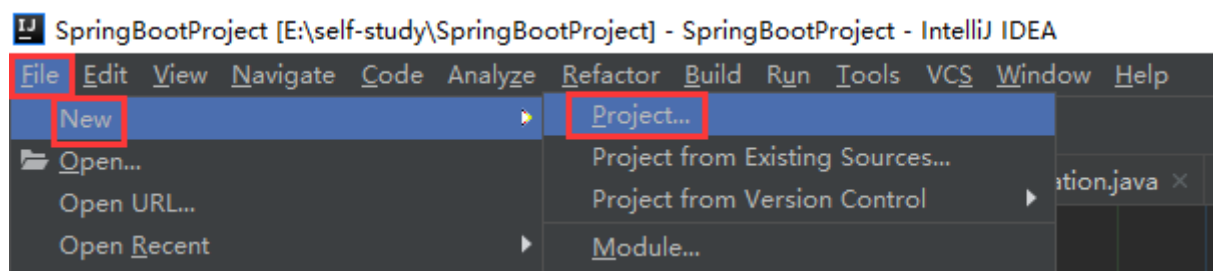 SpringBootProject [E:\self-study\SpringBootProject] - SpringBootProject - IntelliJ IDEA
File Edit View Navigate Code Analyze Refactor Build Run Tools VCS Window Help
New
Project...
Open...
Project from Existing Sources...
ation.java
Open URL...
Project from Version Control
Open Recent
Module...